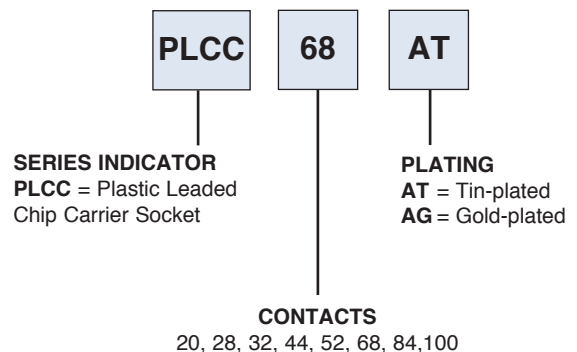 PLCC 68 AT
SERIES INDICATOR
PLCC = Plastic Leaded
Chip Carrier Socket
PLATING
AT = Tin-plated
AG = Gold-plated
CONTACTS
20, 28, 32, 44, 52, 68, 84,100